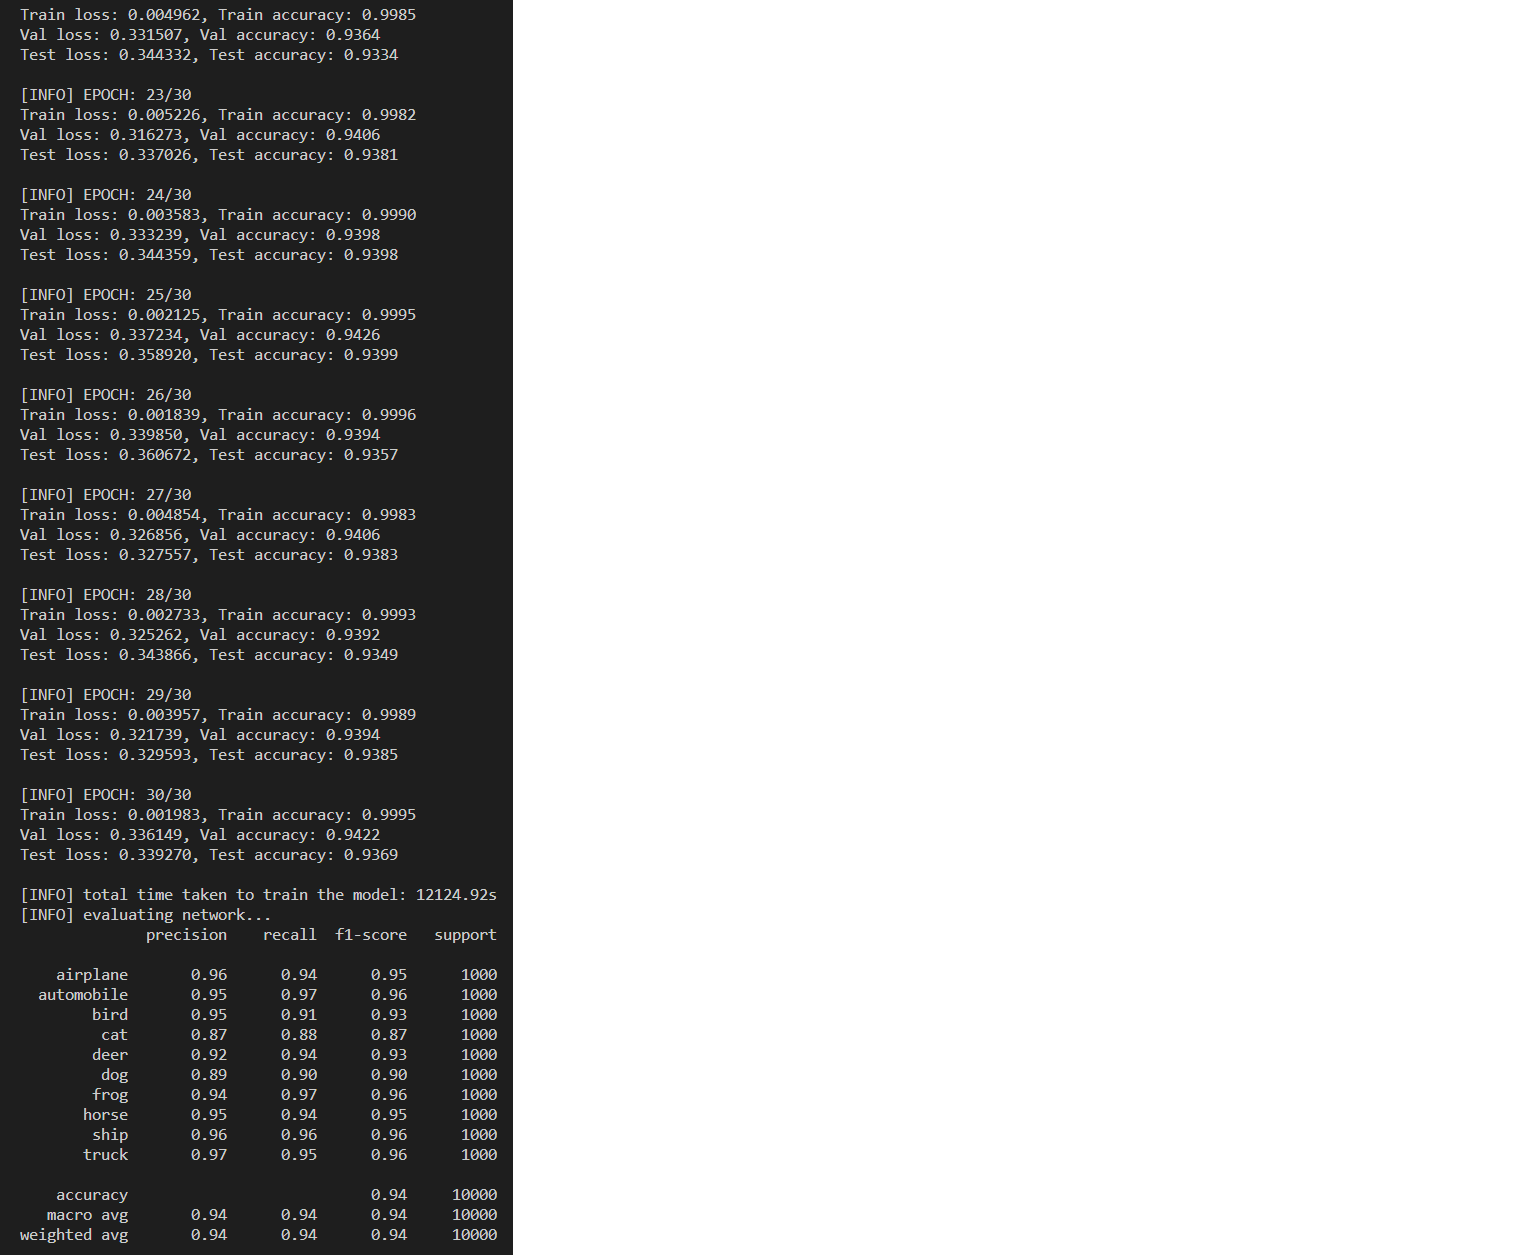 Train loss: 0.004962, Train accuracy: 0.9985
Val loss: 0.331507, Val accuracy: 0.9364
Test loss: 0.344332, Test accuracy: 0.9334
[INFO] EPOCH: 23/30
Train loss: 0.005226, Train accuracy: 0.9982
Val loss: 0.316273, Val accuracy: 0.9406
Test loss: 0.337026, Test accuracy: 0.9381
[INFO] EPOCH: 24/30
Train loss: 0.003583, Train accuracy: 0.9990
Val loss: 0.333239, Val accuracy: 0.9398
Test loss: 0.344359, Test accuracy: 0.9398
[INFO] EPOCH: 25/30
Train loss: 0.002125, Train accuracy: 0.9995
Val loss: 0.337234, Val accuracy: 0.9426
Test loss: 0.358920, Test accuracy: 0.9399
[INFO] EPOCH: 26/30
Train loss: 0.001839, Train accuracy: 0.9996
Val loss: 0.339850, Val accuracy: 0.9394
Test loss: 0.360672, Test accuracy: 0.9357
[INFO] EPOCH: 27/30
Train loss: 0.004854, Train accuracy: 0.9983
Val loss: 0.326856, Val accuracy: 0.9406
Test loss: 0.327557, Test accuracy: 0.9383
[INFO] EPOCH: 28/30
Train loss: 0.002733, Train accuracy: 0.9993
Val loss: 0.325262, Val accuracy: 0.9392
Test loss: 0.343866, Test accuracy: 0.9349
[INFO] EPOCH: 29/30
Train loss: 0.003957, Train accuracy: 0.9989
Val loss: 0.321739, Val accuracy: 0.9394
Test loss: 0.329593, Test accuracy: 0.9385
[INFO] EPOCH: 30/30
Train loss: 0.001983, Train accuracy: 0.9995
Val loss: 0.336149, Val accuracy: 0.9422
Test loss: 0.339270, Test accuracy: 0.9369
[INFO] total time taken to train the model: 12124.92s
[INFO] evaluating network...
precision recall f1-score support
airplane 0.96 0.94 0.95 1000
automobile 0.95 0.97 0.96 1000
bird 0.95 0.91 0.93 1000
cat 0.87 0.88 0.87 1000
deer 0.92 0.94 0.93 1000
dog 0.89 0.90 0.90 1000
frog 0.94 0.97 0.96 1000
horse 0.95 0.94 0.95 1000
ship 0.96 0.96 0.96 1000
truck 0.97 0.95 0.96 1000
accuracy 0.94 10000
macro avg 0.94 0.94 0.94 10000
weighted avg 0.94 0.94 0.94 10000